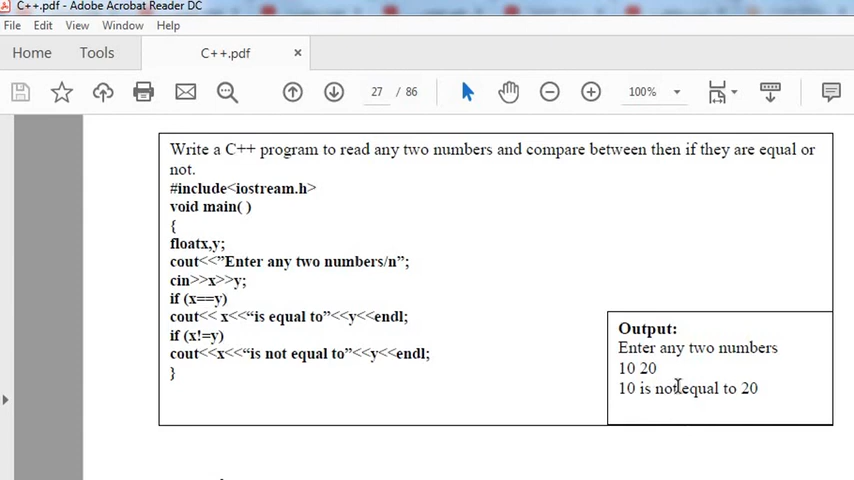 C++.pdf - Adobe Acrobat Reader DC
File Edit View Window Help
Home Tools C++.pdf ×
27 / 86 100%
Write a C++ program to read any two numbers and compare between then if they are equal or
not.
#include<iostream.h>
void main( )
{
floatx,y;
cout<<”Enter any two numbers/n”;
cin>>x>>y;
if (x==y)
cout<< x<<“is equal to”<<y<<endl;
if (x!=y)
cout<<x<<“is not equal to”<<y<<endl;
}
Output:
Enter any two numbers
10 20
10 is not equal to 20